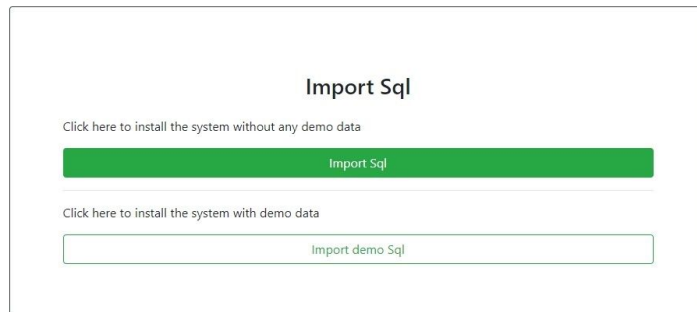 Import Sql
Click here to install the system without any demo data
Import Sql
Click here to install the system with demo data
Import demo Sql